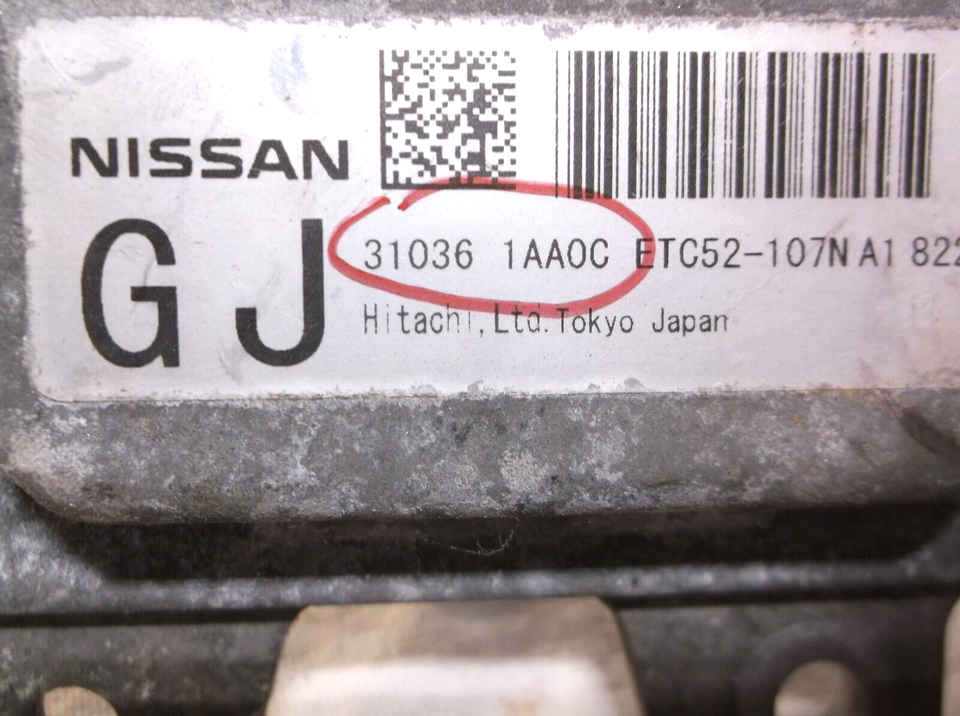 NISSAN
GJ
31036 1AA0C ETC52-107N A1 822
Hitachi,Ltd.Tokyo Japan